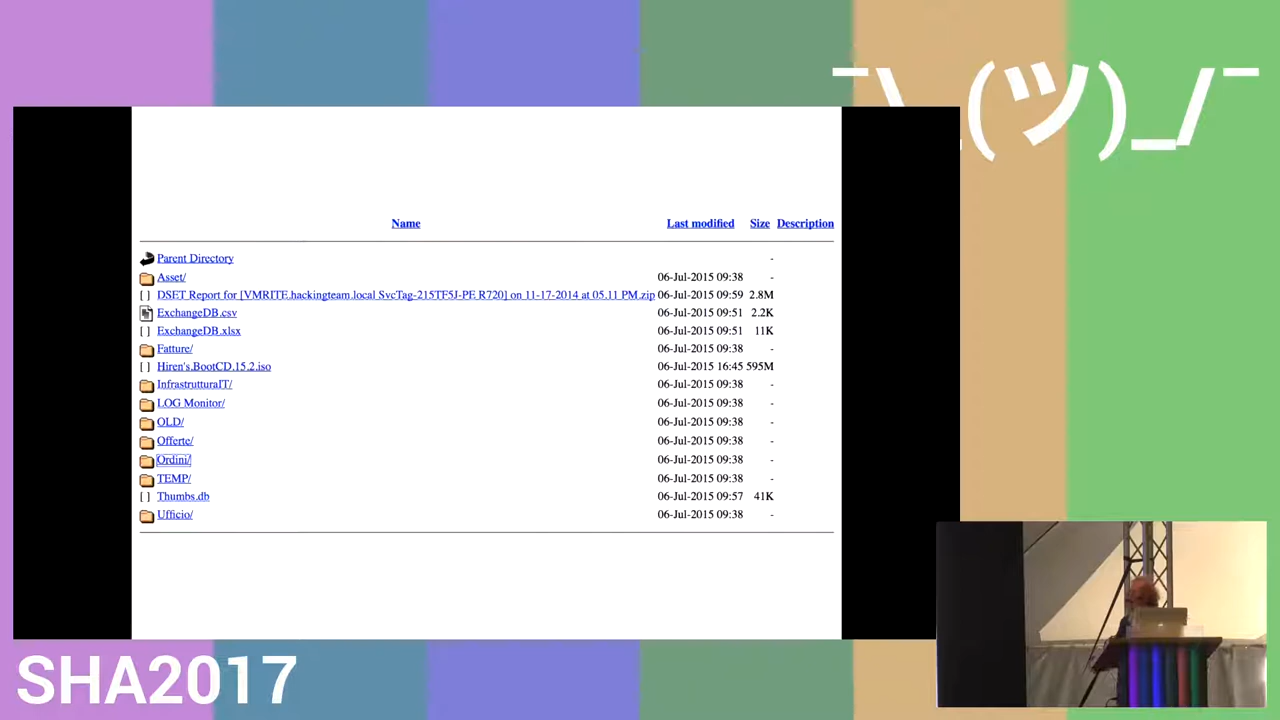 ¯\_(ツ)_/¯
Name Last modified Size Description
Parent Directory -
Asset/ 06-Jul-2015 09:38 -
[ ] DSET Report for [VMRITE.hackingteam.local SvcTag-215TF5J-PE R720] on 11-17-2014 at 05.11 PM.zip 06-Jul-2015 09:59 2.8M
ExchangeDB.csv 06-Jul-2015 09:51 2.2K
[ ] ExchangeDB.xlsx 06-Jul-2015 09:51 11K
Fatture/ 06-Jul-2015 09:38 -
[ ] Hiren's.BootCD.15.2.iso 06-Jul-2015 16:45 595M
InfrastrutturaIT/ 06-Jul-2015 09:38 -
LOG Monitor/ 06-Jul-2015 09:38 -
OLD/ 06-Jul-2015 09:38 -
Offerte/ 06-Jul-2015 09:38 -
Ordini/ 06-Jul-2015 09:38 -
TEMP/ 06-Jul-2015 09:38 -
[ ] Thumbs.db 06-Jul-2015 09:57 41K
Ufficio/ 06-Jul-2015 09:38 -
SHA2017